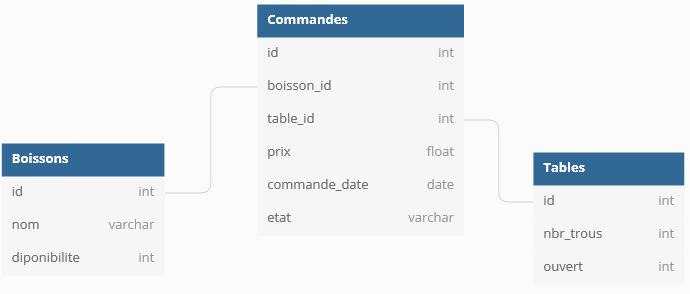 Commandes
id int
boisson_id int
table_id int
prix float
commande_date date
etat varchar
Boissons
id int
nom varchar
diponibilite int
Tables
id int
nbr_trous int
ouvert int